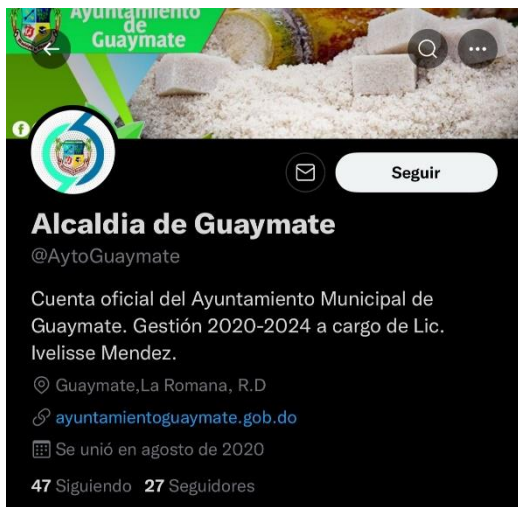 Ayuntamiento
de
Guaymate
Seguir
Alcaldia de Guaymate
@AytoGuaymate
Cuenta oficial del Ayuntamiento Municipal de
Guaymate. Gestión 2020-2024 a cargo de Lic.
Ivelisse Mendez.
Guaymate,La Romana, R.D
ayuntamientoguaymate.gob.do
Se unió en agosto de 2020
47 Siguiendo 27 Seguidores